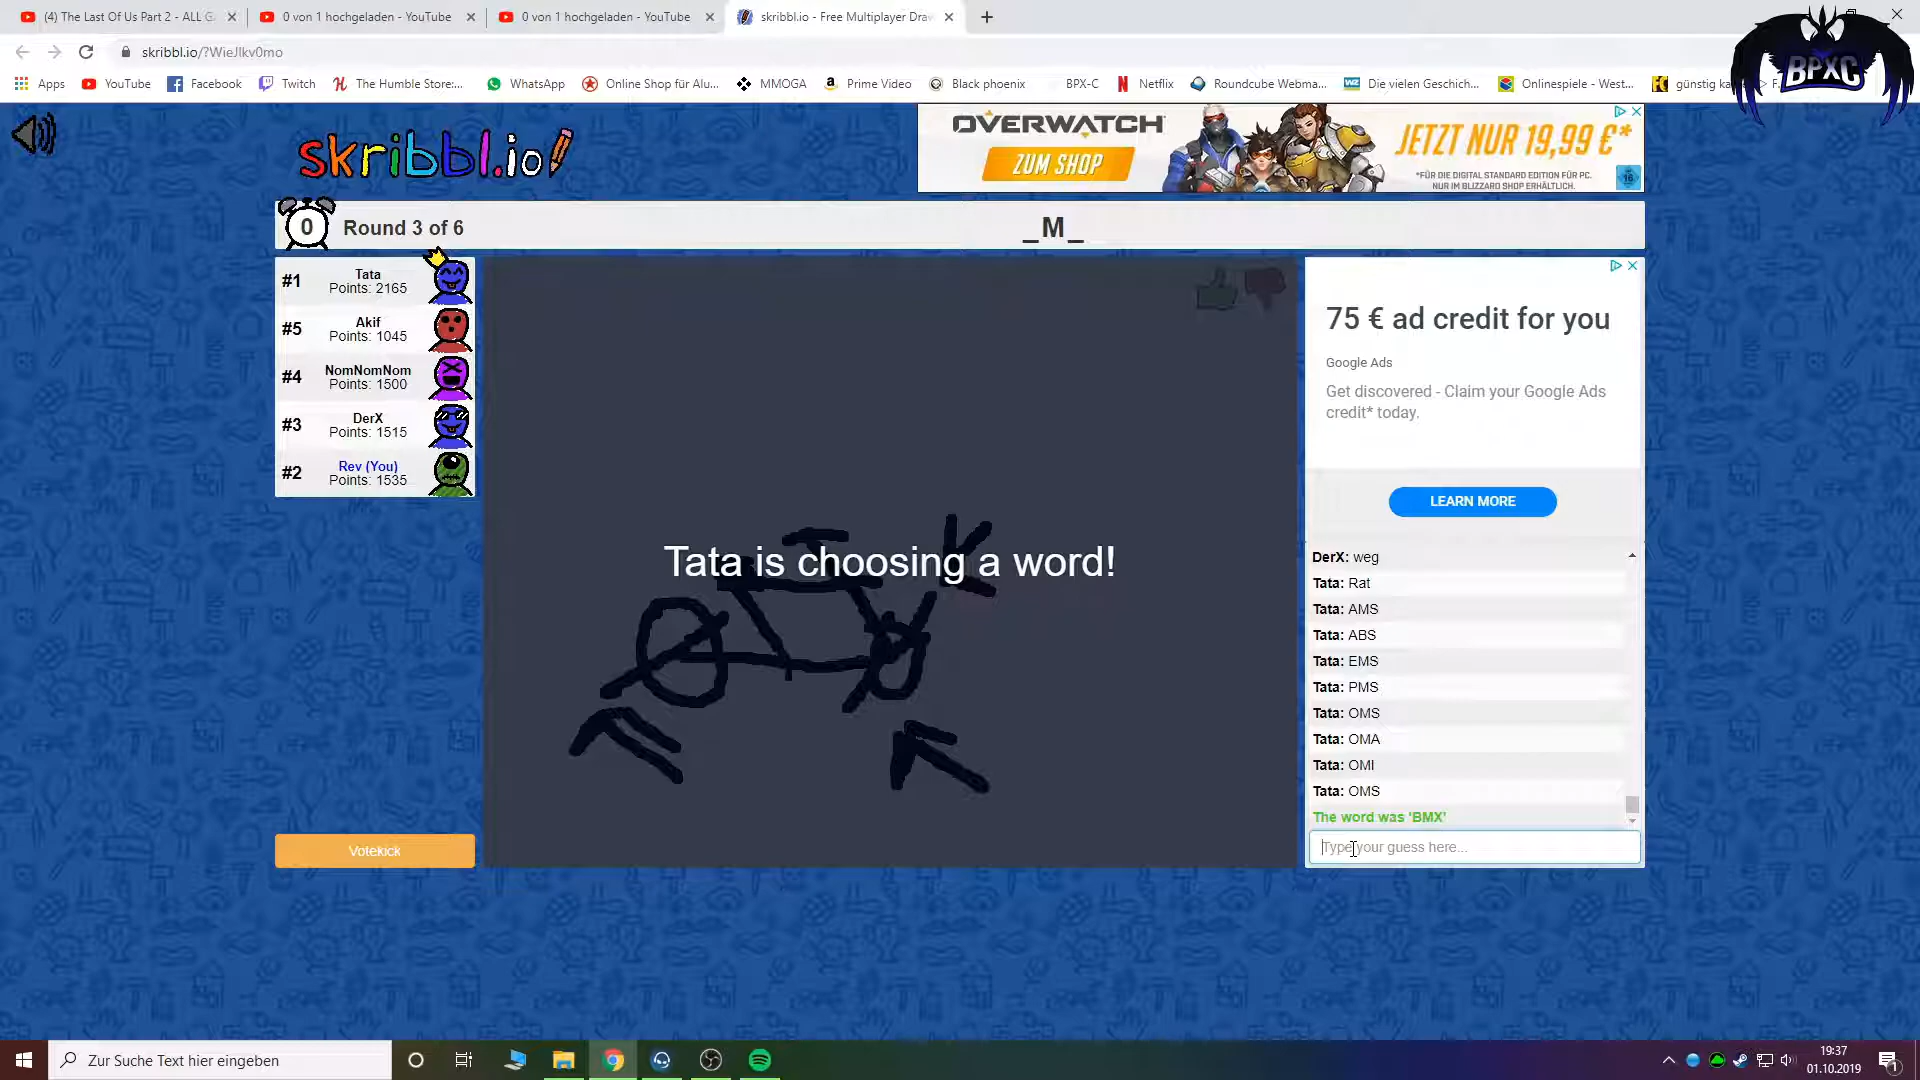 (4) The Last Of Us Part 2 - ALL G
0 von 1 hochgeladen - YouTube
0 von 1 hochgeladen - YouTube
skribbl.io - Free Multiplayer Draw
skribbl.io/?WieJlkv0mo
Apps
YouTube
Facebook
Twitch
The Humble Store:...
WhatsApp
Online Shop für Alu...
MMOGA
Prime Video
Black phoenix
BPX-C
Netflix
Roundcube Webma...
Die vielen Geschich...
Onlinespiele - West...
günstig ka
BPXC
skribbl.io
OVERWATCH
ZUM SHOP
JETZT NUR 19,99 €*
*FÜR DIE DIGITAL STANDARD EDITION FÜR PC.
NUR IM BLIZZARD SHOP ERHÄLTLICH.
16
0
Round 3 of 6
_M_
#1
Tata
Points: 2165
#5
Akif
Points: 1045
#4
NomNomNom
Points: 1500
#3
DerX
Points: 1515
#2
Rev (You)
Points: 1535
Votekick
Tata is choosing a word!
75 € ad credit for you
Google Ads
Get discovered - Claim your Google Ads
credit* today.
LEARN MORE
DerX: weg
Tata: Rat
Tata: AMS
Tata: ABS
Tata: EMS
Tata: PMS
Tata: OMS
Tata: OMA
Tata: OMI
Tata: OMS
The word was 'BMX'
Type your guess here...
Zur Suche Text hier eingeben
19:37
01.10.2019
1